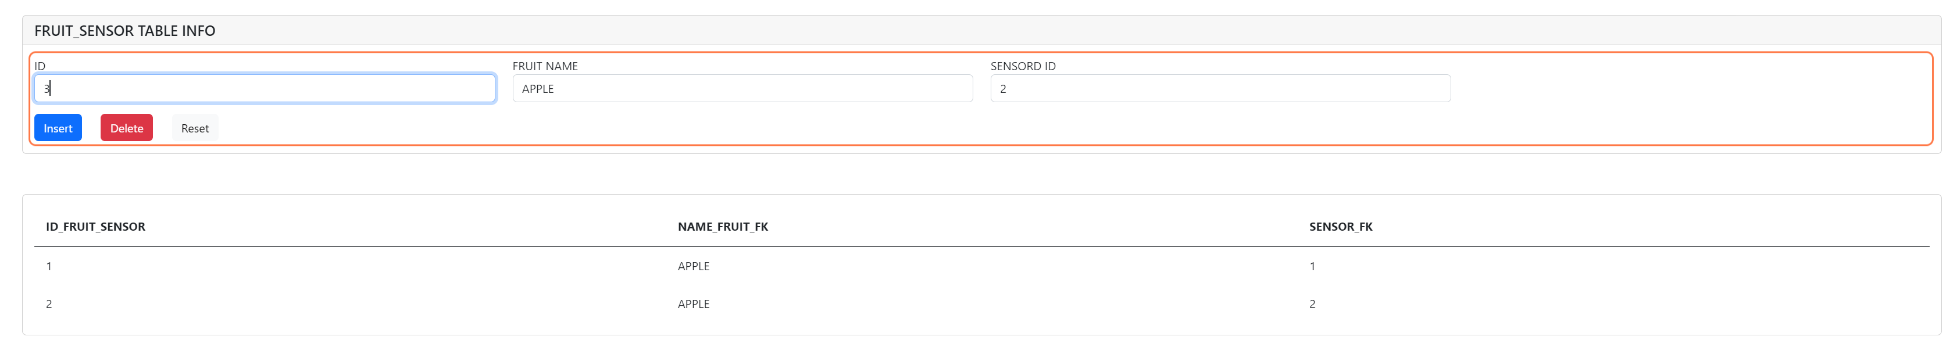 FRUIT_SENSOR TABLE INFO
ID FRUIT NAME SENSORD ID
3 APPLE 2
Insert Delete Reset
ID_FRUIT_SENSOR NAME_FRUIT_FK SENSOR_FK
1 APPLE 1
2 APPLE 2